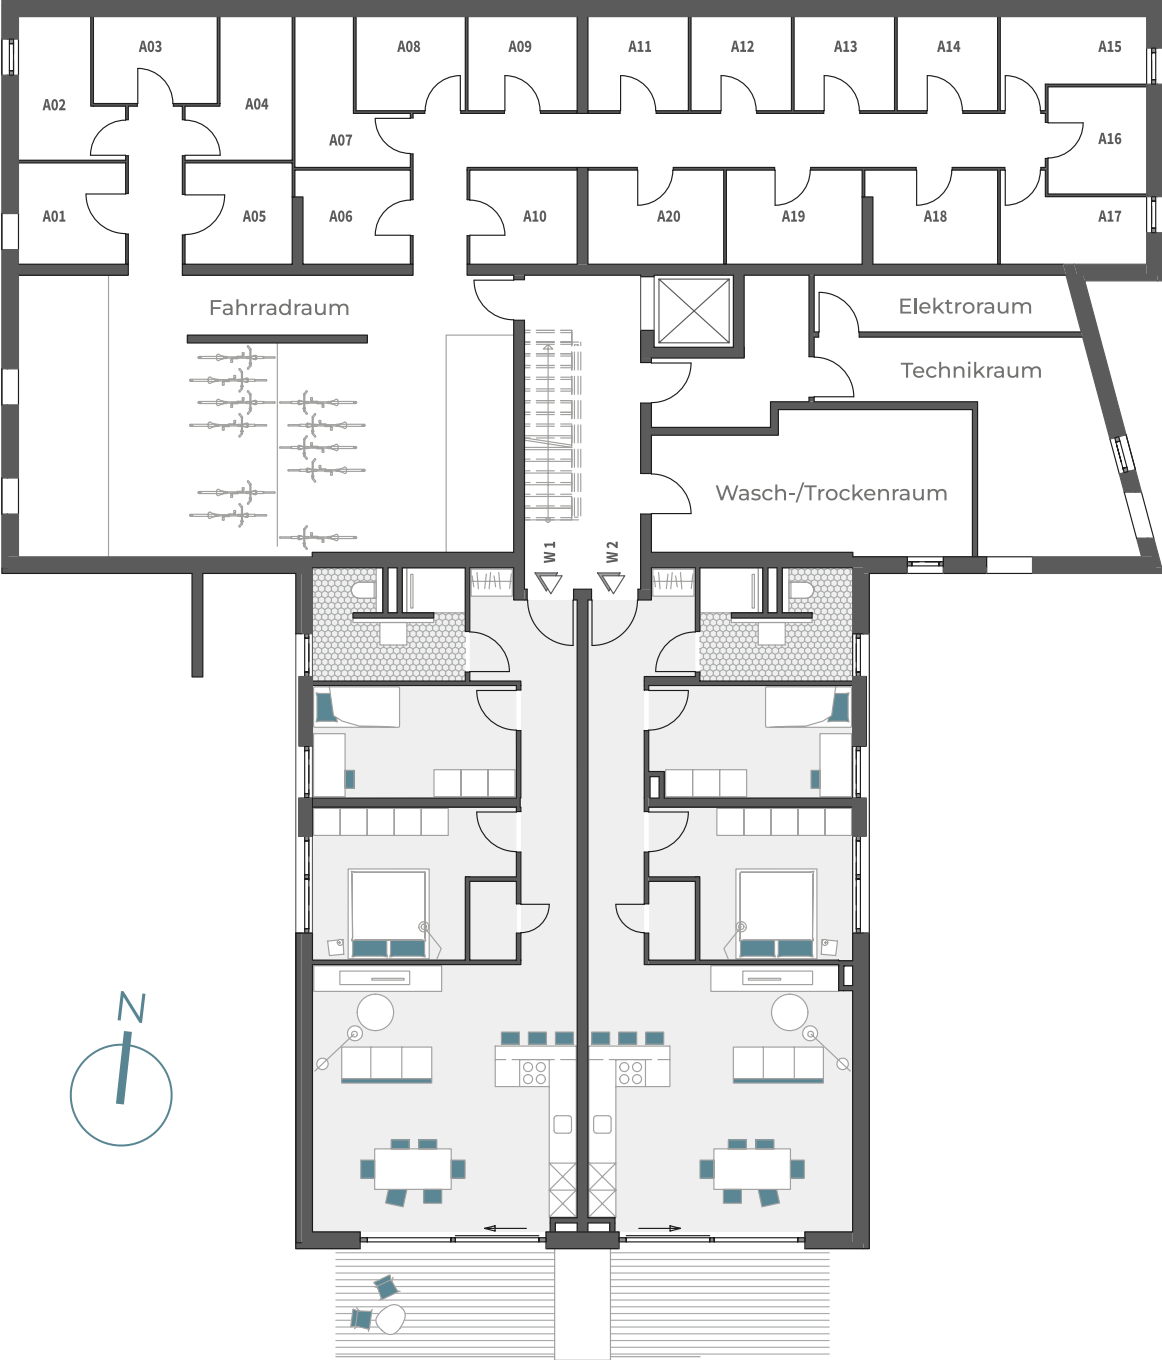 A03
A08
A09
A11
A12
A13
A14
A15
A02
A04
A07
A16
A01
A05
A06
A10
A20
A19
A18
A17
Fahrradraum
Elektroraum
Technikraum
Wasch-/Trockenraum
W 1
W 2
N